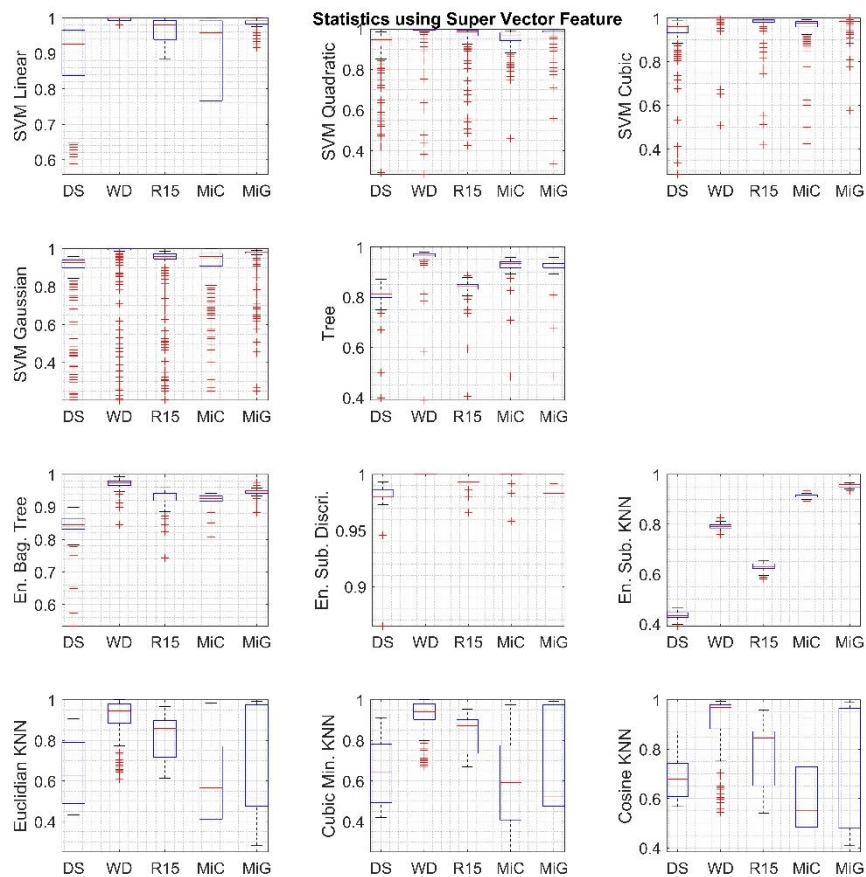 Statistics using Super Vector Feature
SVM Linear
1
0.9
0.8
0.7
0.6
DS WD R15 MiC MiG
SVM Quadratic
1
0.8
0.6
0.4
DS WD R15 MiC MiG
SVM Cubic
1
0.8
0.6
0.4
DS WD R15 MiC MiG
SVM Gaussian
1
0.8
0.6
0.4
DS WD R15 MiC MiG
Tree
1
0.8
0.6
0.4
DS WD R15 MiC MiG
En. Bag. Tree
1
0.9
0.8
0.7
0.6
DS WD R15 MiC MiG
En. Sub. Discri.
1
0.95
0.9
DS WD R15 MiC MiG
En. Sub. KNN
1
0.8
0.6
0.4
DS WD R15 MiC MiG
Euclidian KNN
1
0.8
0.6
0.4
DS WD R15 MiC MiG
Cubic Min. KNN
1
0.8
0.6
0.4
DS WD R15 MiC MiG
Cosine KNN
1
0.8
0.6
0.4
DS WD R15 MiC MiG